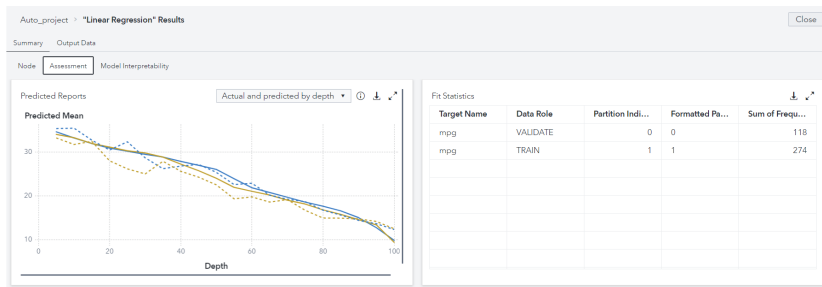 Auto_project > "Linear Regression" Results
Close
Summary Output Data
Node Assessment Model Interpretability
Predicted Reports
Actual and predicted by depth
Predicted Mean
30
20
10
0 20 40 60 80 100
Depth
Fit Statistics
Target Name Data Role Partition Indi... Formatted Pa... Sum of Frequ...
mpg VALIDATE 0 0 118
mpg TRAIN 1 1 274